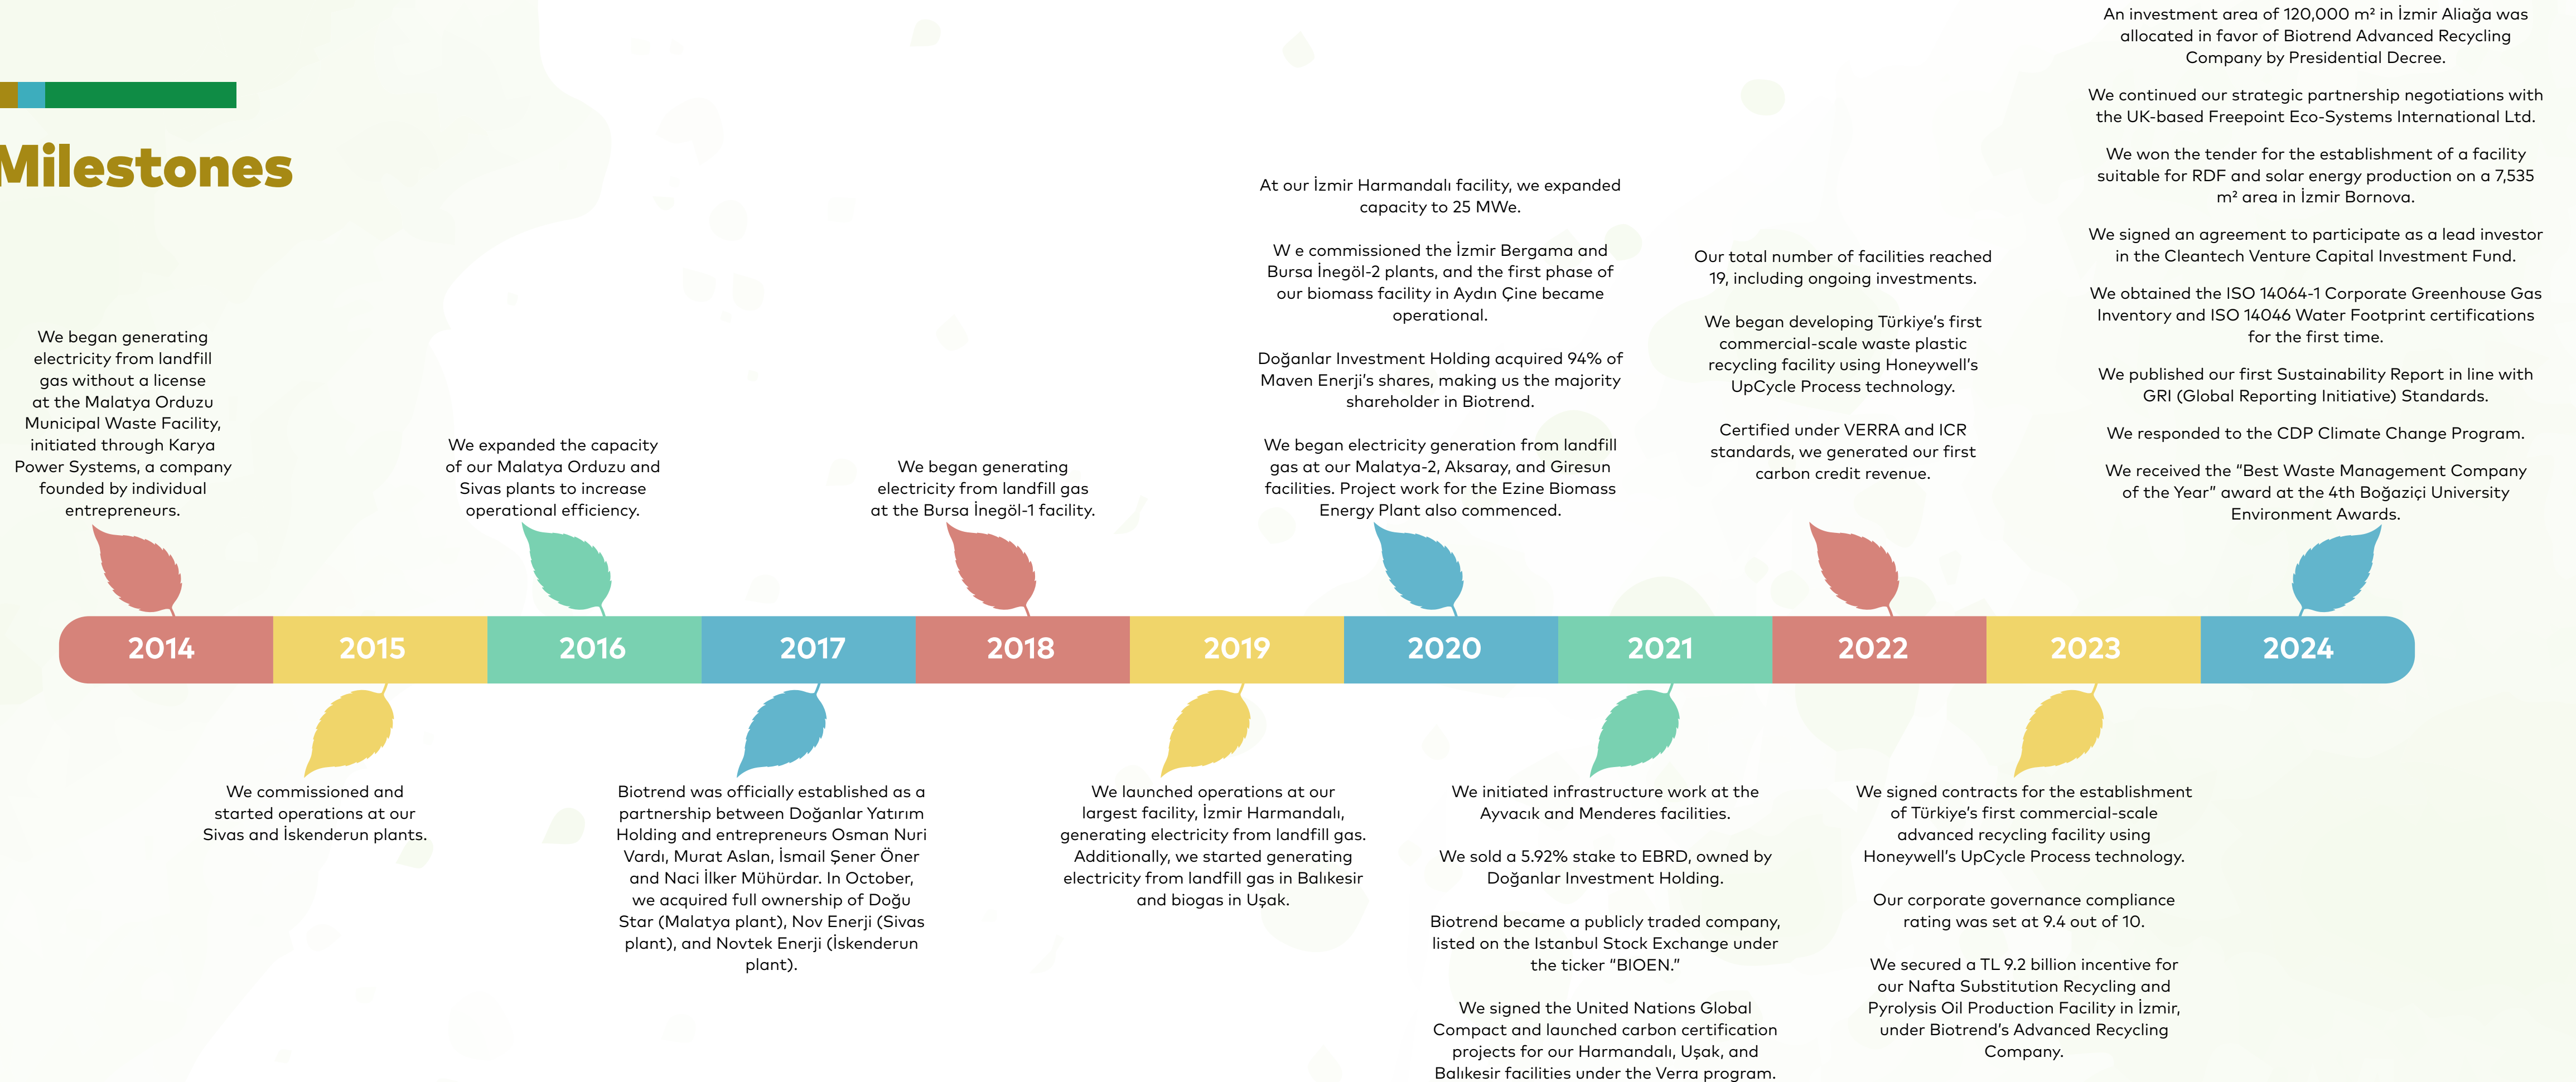 Milestones
We began generating
electricity from landfill
gas without a license
at the Malatya Orduzu
Municipal Waste Facility,
initiated through Karya
Power Systems, a company
founded by individual
entrepreneurs.
2014
2015
We commissioned and
started operations at our
Sivas and İskenderun plants.
We expanded the capacity
of our Malatya Orduzu and
Sivas plants to increase
operational efficiency.
2016
2017
Biotrend was officially established as a
partnership between Doğanlar Yatırım
Holding and entrepreneurs Osman Nuri
Vardı, Murat Aslan, İsmail Şener Öner
and Naci İlker Mühürdar. In October,
we acquired full ownership of Doğu
Star (Malatya plant), Nov Enerji (Sivas
plant), and Novtek Enerji (İskenderun
plant).
We began generating
electricity from landfill gas
at the Bursa İnegöl-1 facility.
2018
2019
We launched operations at our
largest facility, İzmir Harmandalı,
generating electricity from landfill gas.
Additionally, we started generating
electricity from landfill gas in Balıkesir
and biogas in Uşak.
At our İzmir Harmandalı facility, we expanded
capacity to 25 MWe.
W e commissioned the İzmir Bergama and
Bursa İnegöl-2 plants, and the first phase of
our biomass facility in Aydın Çine became
operational.
Doğanlar Investment Holding acquired 94% of
Maven Enerji's shares, making us the majority
shareholder in Biotrend.
We began electricity generation from landfill
gas at our Malatya-2, Aksaray, and Giresun
facilities. Project work for the Ezine Biomass
Energy Plant also commenced.
2020
2021
We initiated infrastructure work at the
Ayvacık and Menderes facilities.
We sold a 5.92% stake to EBRD, owned by
Doğanlar Investment Holding.
Biotrend became a publicly traded company,
listed on the Istanbul Stock Exchange under
the ticker “BIOEN.”
We signed the United Nations Global
Compact and launched carbon certification
projects for our Harmandalı, Uşak, and
Balıkesir facilities under the Verra program.
Our total number of facilities reached
19, including ongoing investments.
We began developing Türkiye's first
commercial-scale waste plastic
recycling facility using Honeywell's
UpCycle Process technology.
Certified under VERRA and ICR
standards, we generated our first
carbon credit revenue.
2022
2023
We signed contracts for the establishment
of Türkiye's first commercial-scale
advanced recycling facility using
Honeywell's UpCycle Process technology.
Our corporate governance compliance
rating was set at 9.4 out of 10.
We secured a TL 9.2 billion incentive for
our Nafta Substitution Recycling and
Pyrolysis Oil Production Facility in İzmir,
under Biotrend's Advanced Recycling
Company.
An investment area of 120,000 m² in İzmir Aliağa was
allocated in favor of Biotrend Advanced Recycling
Company by Presidential Decree.
We continued our strategic partnership negotiations with
the UK-based Freepoint Eco-Systems International Ltd.
We won the tender for the establishment of a facility
suitable for RDF and solar energy production on a 7,535
m² area in İzmir Bornova.
We signed an agreement to participate as a lead investor
in the Cleantech Venture Capital Investment Fund.
We obtained the ISO 14064-1 Corporate Greenhouse Gas
Inventory and ISO 14046 Water Footprint certifications
for the first time.
We published our first Sustainability Report in line with
GRI (Global Reporting Initiative) Standards.
We responded to the CDP Climate Change Program.
We received the “Best Waste Management Company
of the Year” award at the 4th Boğaziçi University
Environment Awards.
2024